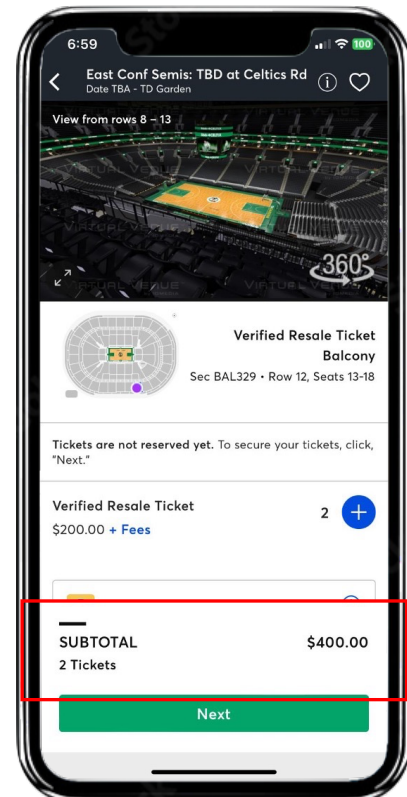 6:59
100
East Conf Semis: TBD at Celtics Rd
Date TBA - TD Garden
View from rows 8 – 13
360°
VIRTUAL VENUE
Verified Resale Ticket
Balcony
Sec BAL329 • Row 12, Seats 13-18
Tickets are not reserved yet. To secure your tickets, click,
"Next."
Verified Resale Ticket
2
$200.00 + Fees
SUBTOTAL
$400.00
2 Tickets
Next